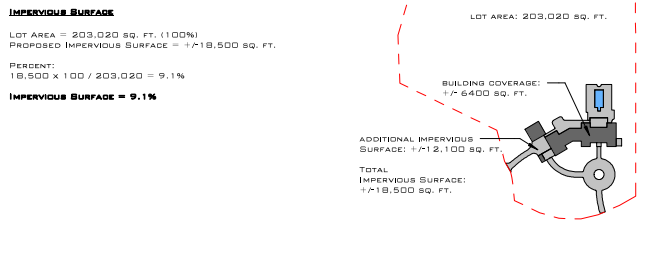 IMPERVIOUS SURFACE
LOT AREA = 203,020 SQ. FT. (100%)
PROPOSED IMPERVIOUS SURFACE = +/-18,500 SQ. FT.
PERCENT:
18,500 X 100 / 203,020 = 9.1%
IMPERVIOUS SURFACE = 9.1%
LOT AREA: 203,020 SQ. FT.
BUILDING COVERAGE:
+/- 6400 SQ. FT.
ADDITIONAL IMPERVIOUS
SURFACE: +/-12,100 SQ. FT.
TOTAL
IMPERVIOUS SURFACE:
+/-18,500 SQ. FT.